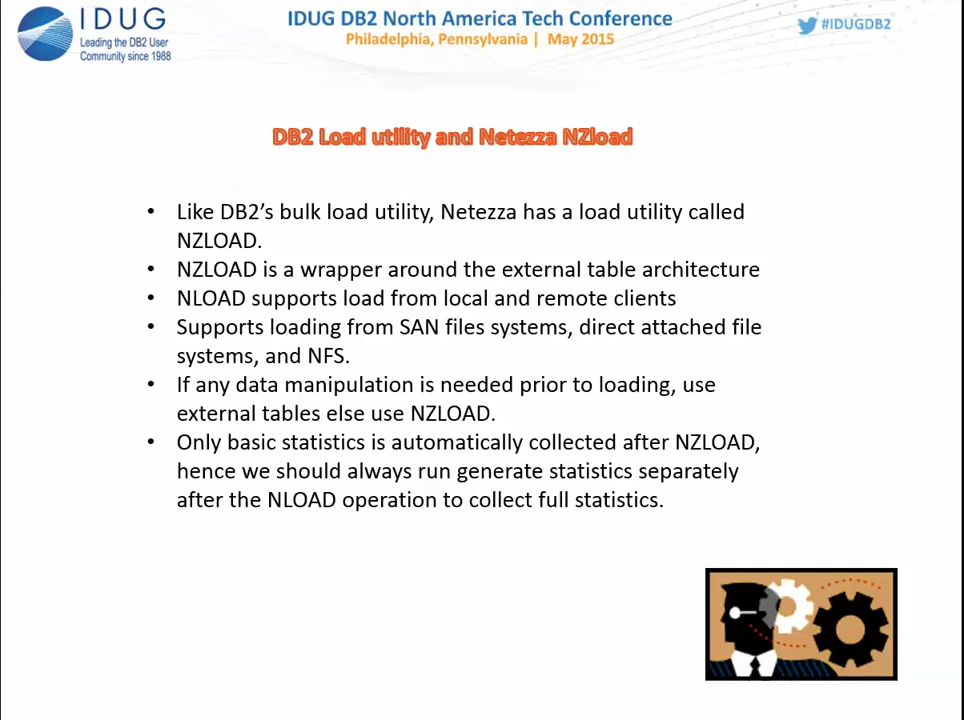 IDUG
Leading the DB2 User
Community since 1988
IDUG DB2 North America Tech Conference
Philadelphia, Pennsylvania | May 2015
#IDUGDB2
DB2 Load utility and Netezza NZload
• Like DB2's bulk load utility, Netezza has a load utility called
NZLOAD.
• NZLOAD is a wrapper around the external table architecture
• NLOAD supports load from local and remote clients
• Supports loading from SAN files systems, direct attached file
systems, and NFS.
• If any data manipulation is needed prior to loading, use
external tables else use NZLOAD.
• Only basic statistics is automatically collected after NZLOAD,
hence we should always run generate statistics separately
after the NLOAD operation to collect full statistics.